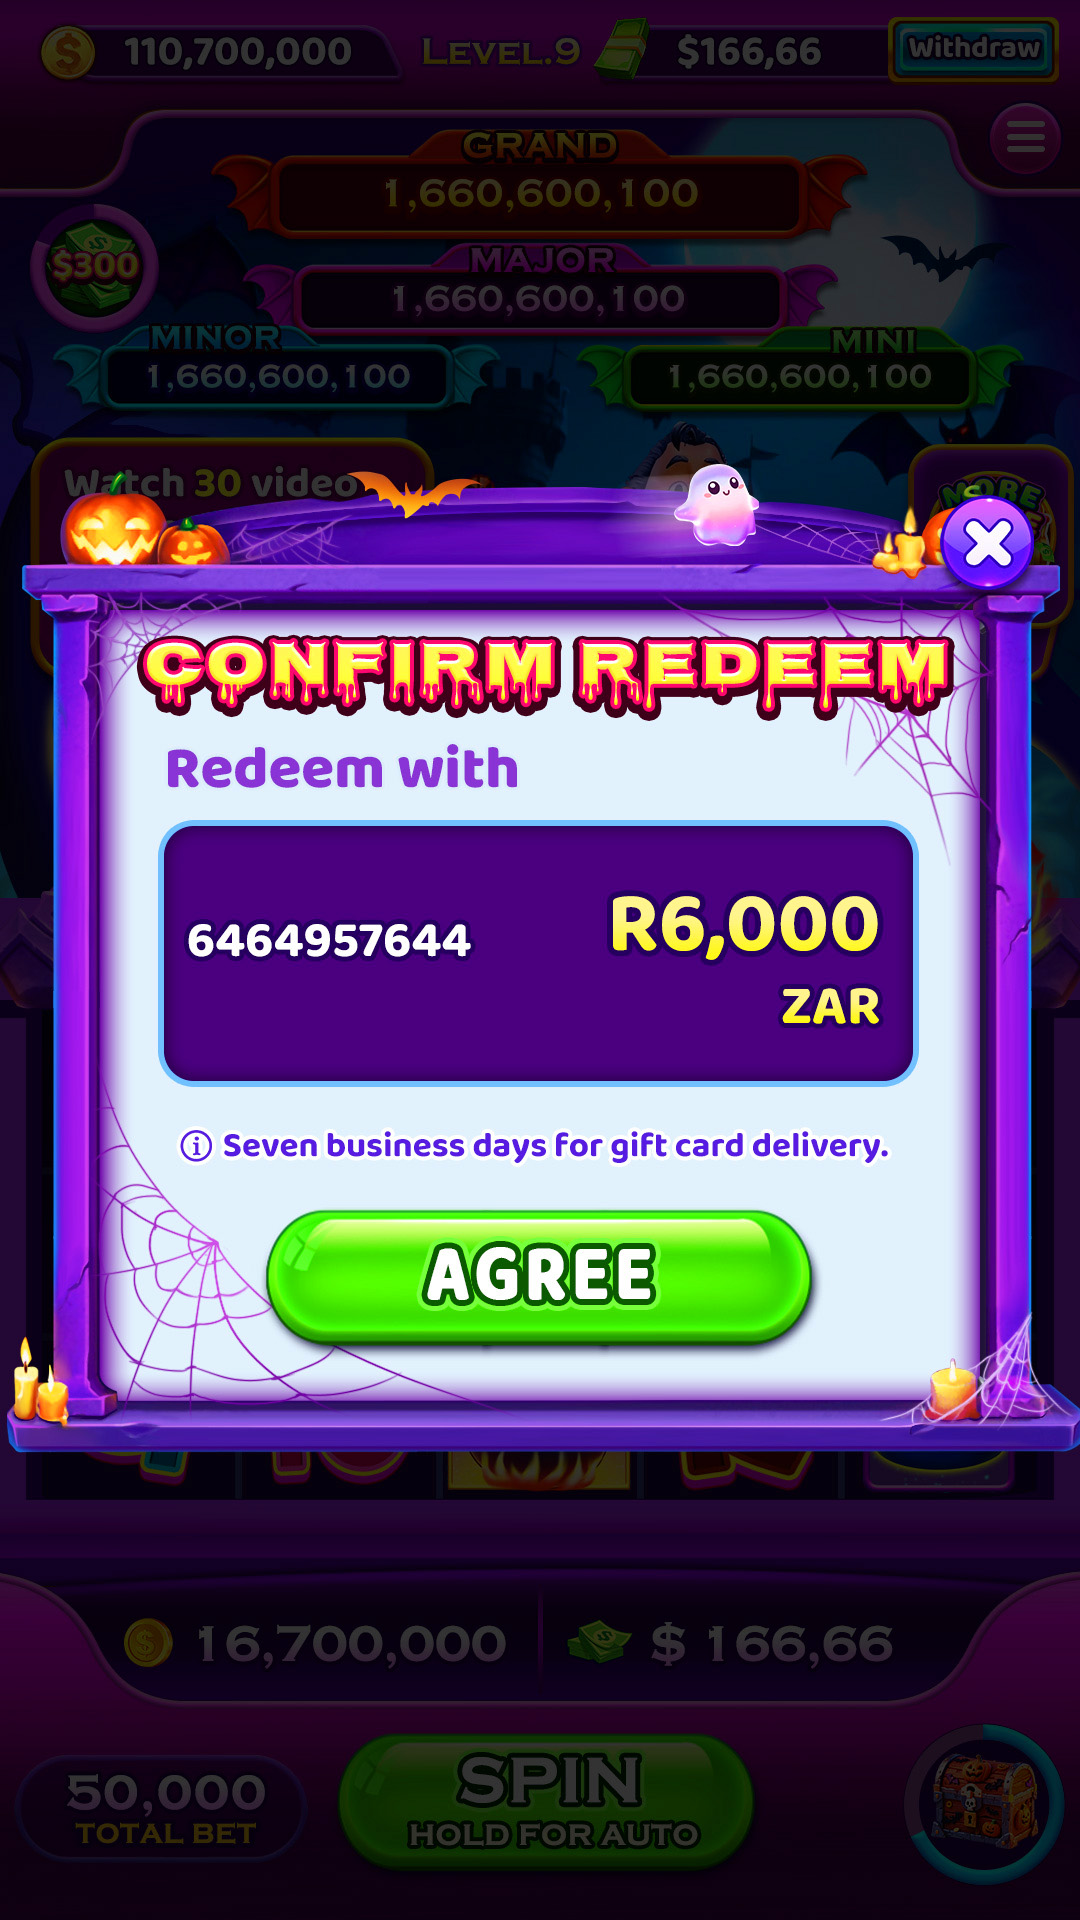 110,700,000
LEVEL.9
$166,66
Withdraw
GRAND
1,660,600,100
$300
MAJOR
1,660,600,100
MINOR
1,660,600,100
MINI
1,660,600,100
Watch 30 video
MORE
CONFIRM REDEEM
Redeem with
6464957644
R6,000
ZAR
Seven business days for gift card delivery.
AGREE
16,700,000
$ 166,66
50,000
TOTAL BET
SPIN
HOLD FOR AUTO